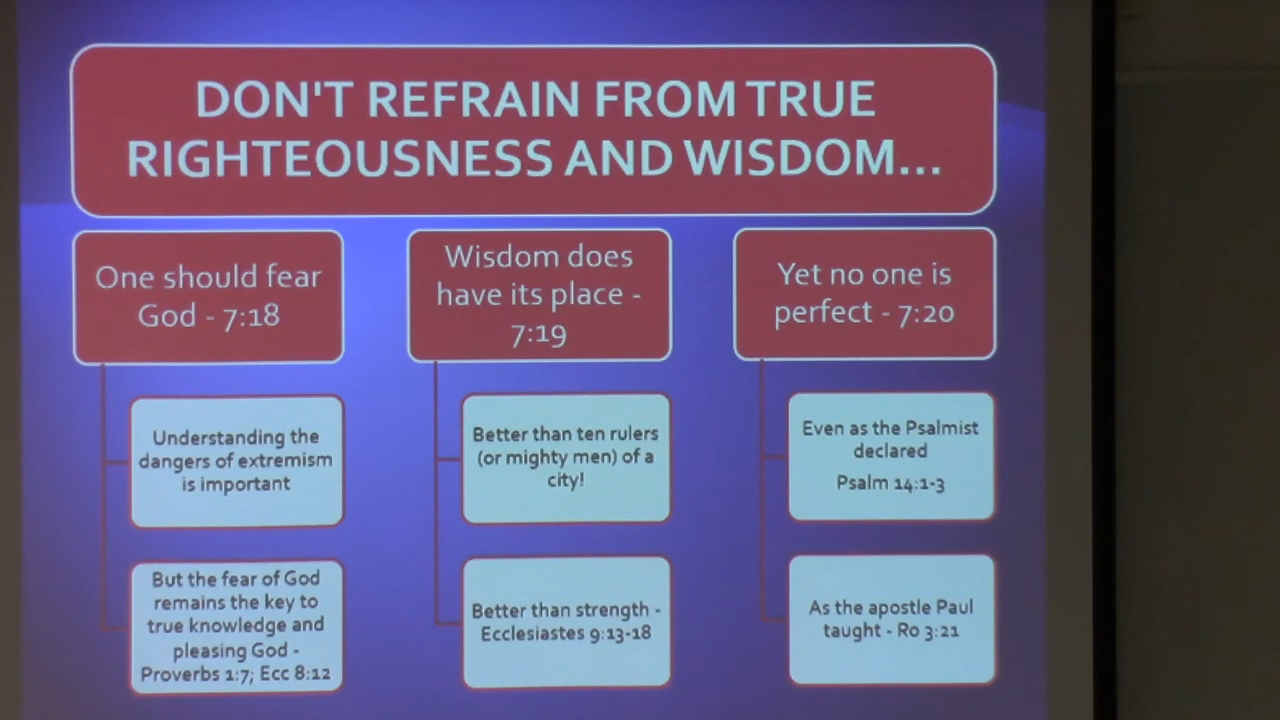 DON'T REFRAIN FROM TRUE
RIGHTEOUSNESS AND WISDOM...
One should fear
God - 7:18
Understanding the
dangers of extremism
is important
But the fear of God
remains the key to
true knowledge and
pleasing God -
Proverbs 1:7; Ecc 8:12
Wisdom does
have its place -
7:19
Better than ten rulers
(or mighty men) of a
city!
Better than strength -
Ecclesiastes 9:13-18
Yet no one is
perfect - 7:20
Even as the Psalmist
declared
Psalm 14:1-3
As the apostle Paul
taught - Ro 3:21